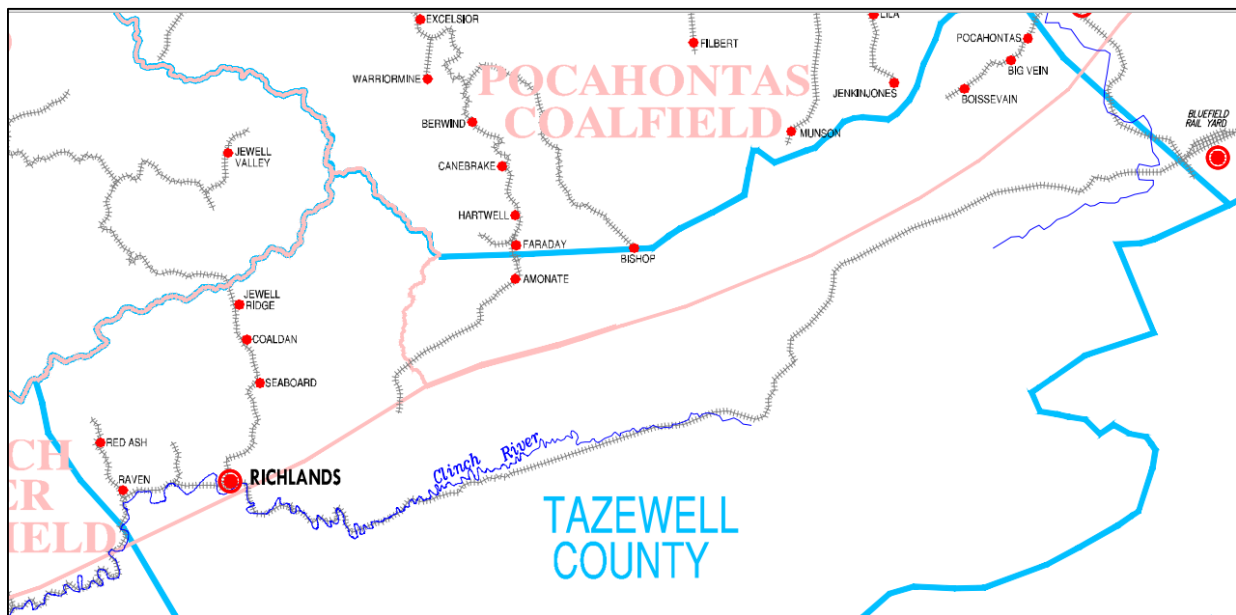 EXCELSIOR
LILA
POCAHONTAS
FILBERT
BIG VEIN
WARRIORMINE
POCAHONTAS
COALFIELD
JENKINJONES
BOISSEVAIN
BERWIND
MUNSON
BLUEFIELD
RAIL YARD
JEWELL
VALLEY
CANEBRAKE
HARTWELL
FARADAY
BISHOP
AMONATE
JEWELL
RIDGE
COALDAN
SEABOARD
RED ASH
CH
ER
IELD
RAVEN
RICHLANDS
Clinch River
TAZEWELL
COUNTY